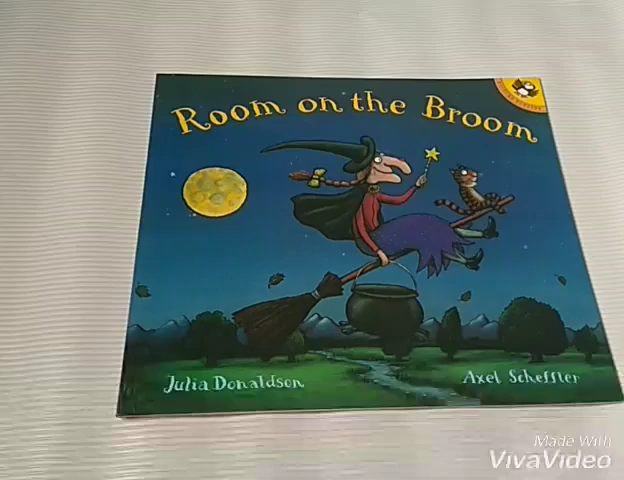 Room on the Broom
Julia Donaldson
Axel Scheffler
Made With
VivaVideo